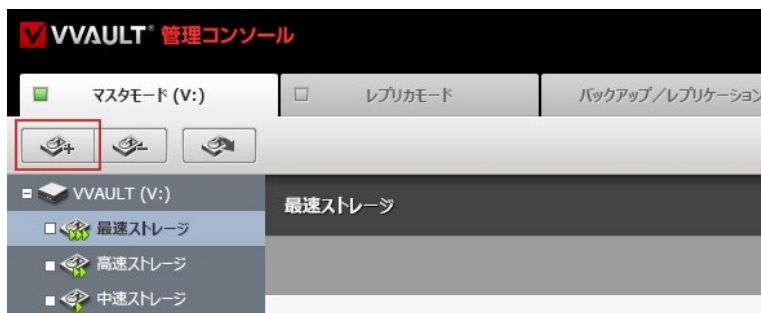 VVAULT® 管理コンソール
マスタモード (V:)
レプリカモード
バックアップ／レプリケーション
VVAULT (V:)
最速ストレージ
最速ストレージ
高速ストレージ
中速ストレージ